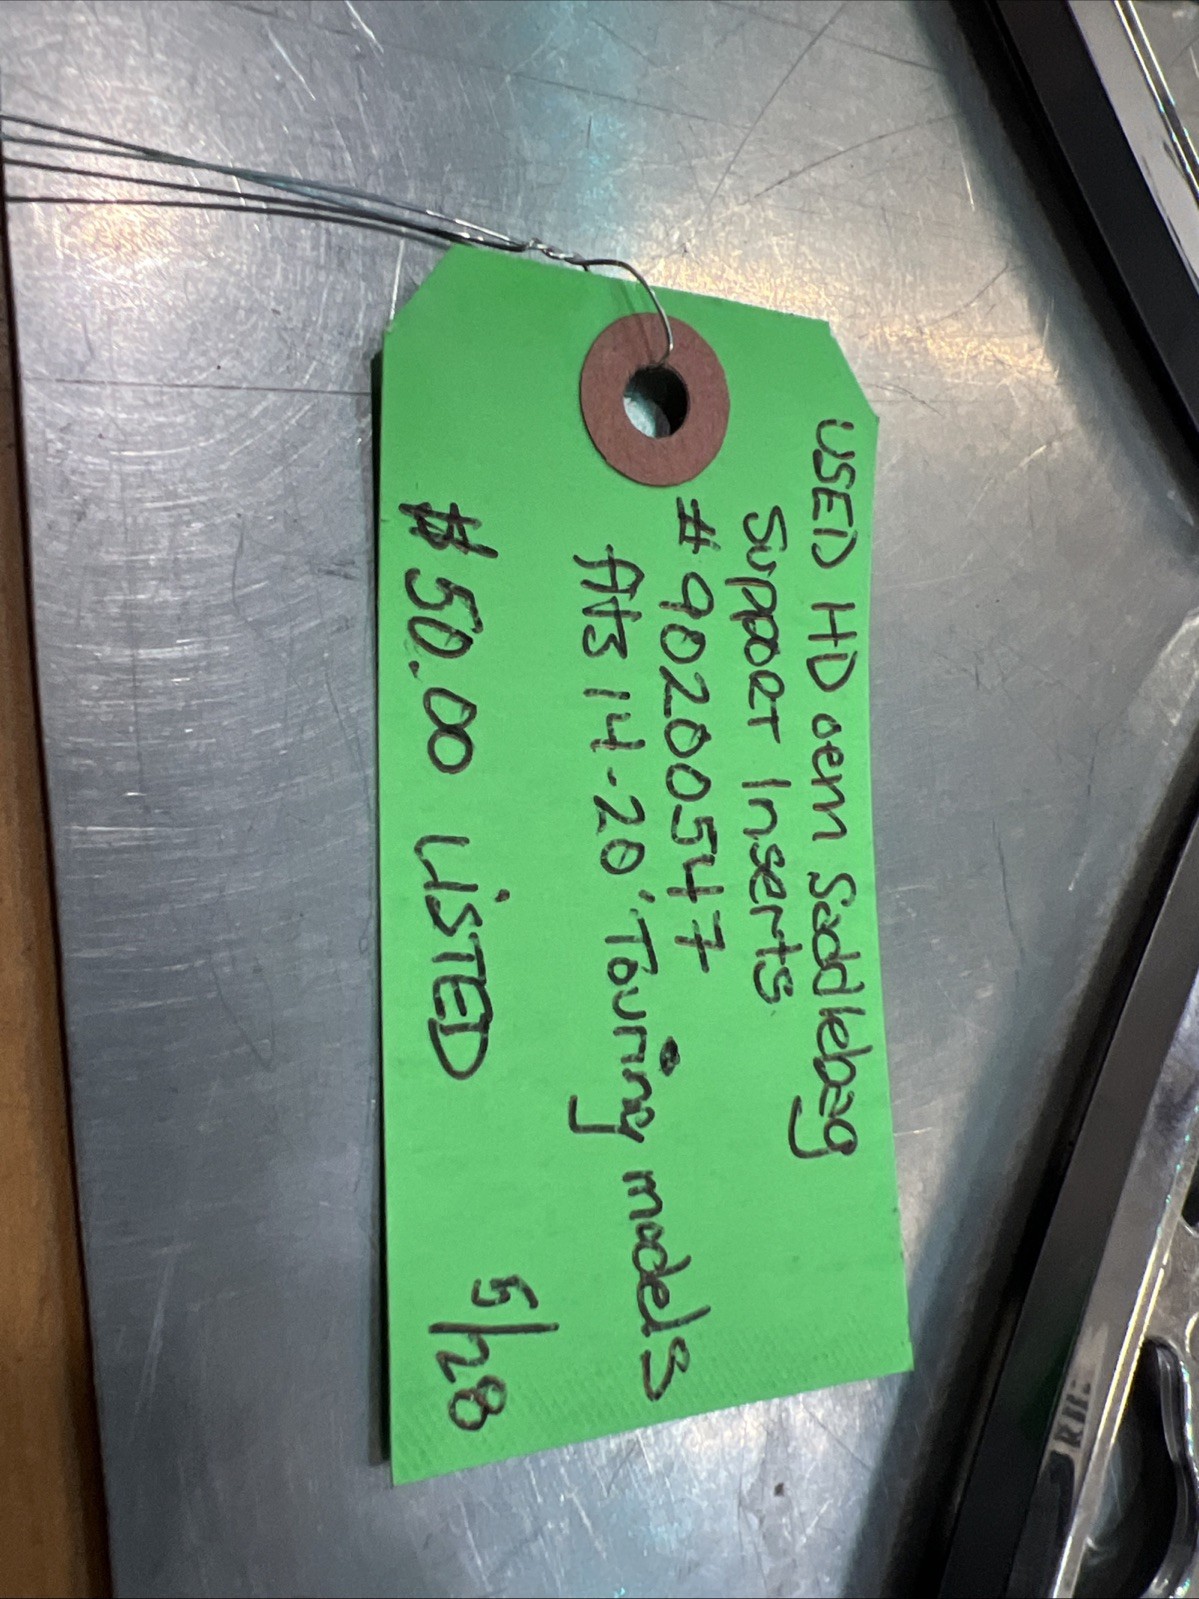 USED HD oem Saddlebag
Support Inserts
# 90200547
fits 14-20' Touring models
$50.00 LiSTED
5/28